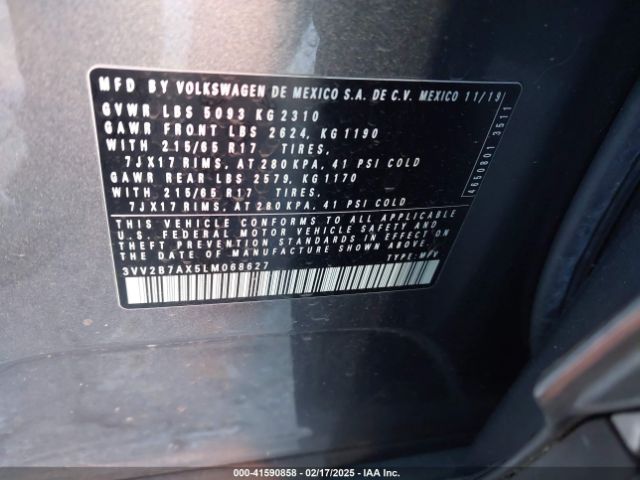 MFD BY VOLKSWAGEN DE MEXICO S.A. DE C.V. MEXICO 11/19
GVWR LBS 5093 KG 2310
GAWR FRONT LBS 2624, KG 1190
WITH 215/65 R17 TIRES,
7JX17 RIMS, AT 280 KPA, 41 PSI COLD
GAWR REAR LBS 2579, KG 1170
WITH 215/65 R17 TIRES,
7JX17 RIMS, AT 280 KPA, 41 PSI COLD
THIS VEHICLE CONFORMS TO ALL APPLICABLE
U.S. FEDERAL MOTOR VEHICLE SAFETY AND
THEFT PREVENTION STANDARDS IN EFFECT ON
THE DATE OF MANUFACTURE SHOWN ABOVE
3VV2B7AX5LM068627 TYPE: MPV
4650801 3511
000-41590858 - 02/17/2025 - IAA Inc.